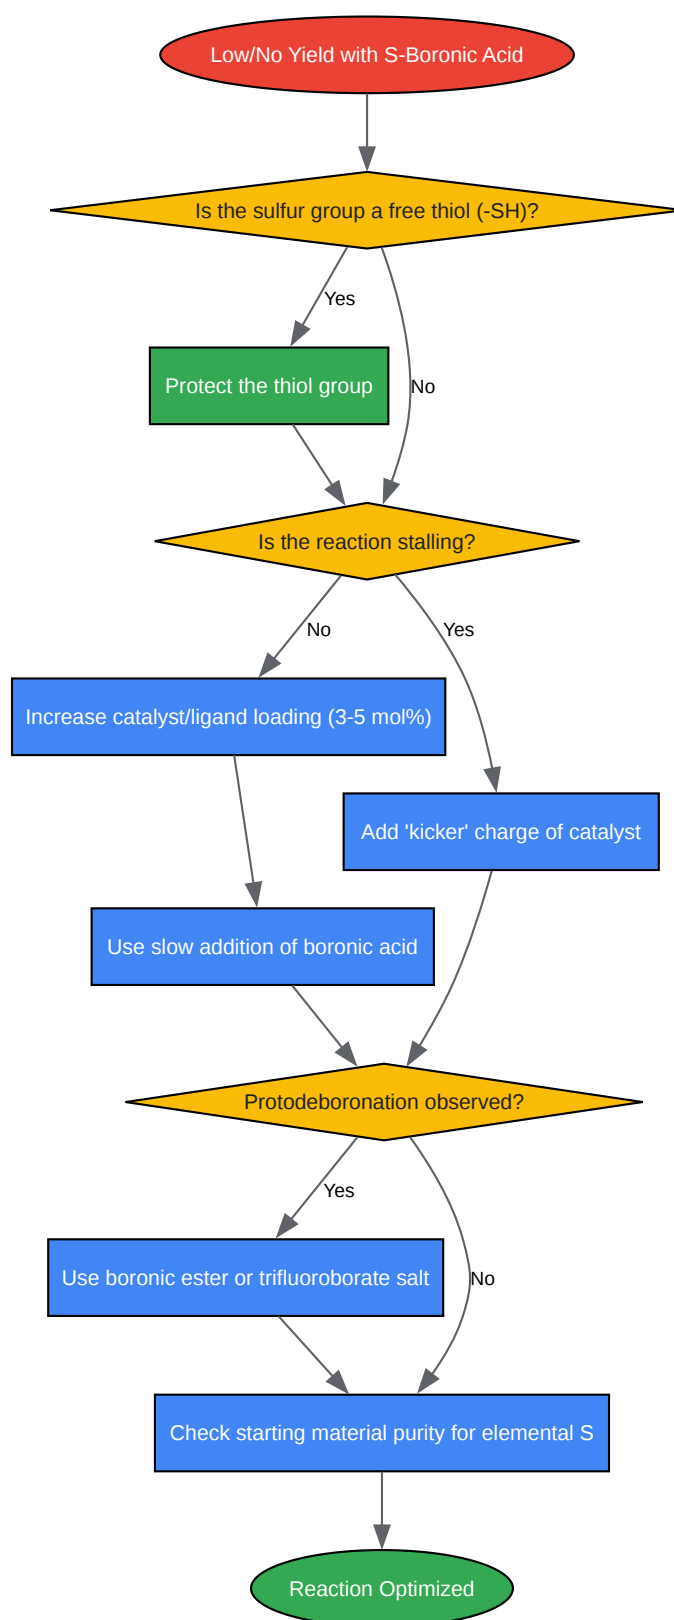 Low/No Yield with S-Boronic Acid
Is the sulfur group a free thiol (-SH)?
Yes
Protect the thiol group
No
Is the reaction stalling?
No
Yes
Increase catalyst/ligand loading (3-5 mol%)
Add 'kicker' charge of catalyst
Use slow addition of boronic acid
Protodeboronation observed?
Yes
Use boronic ester or trifluoroborate salt
No
Check starting material purity for elemental S
Reaction Optimized